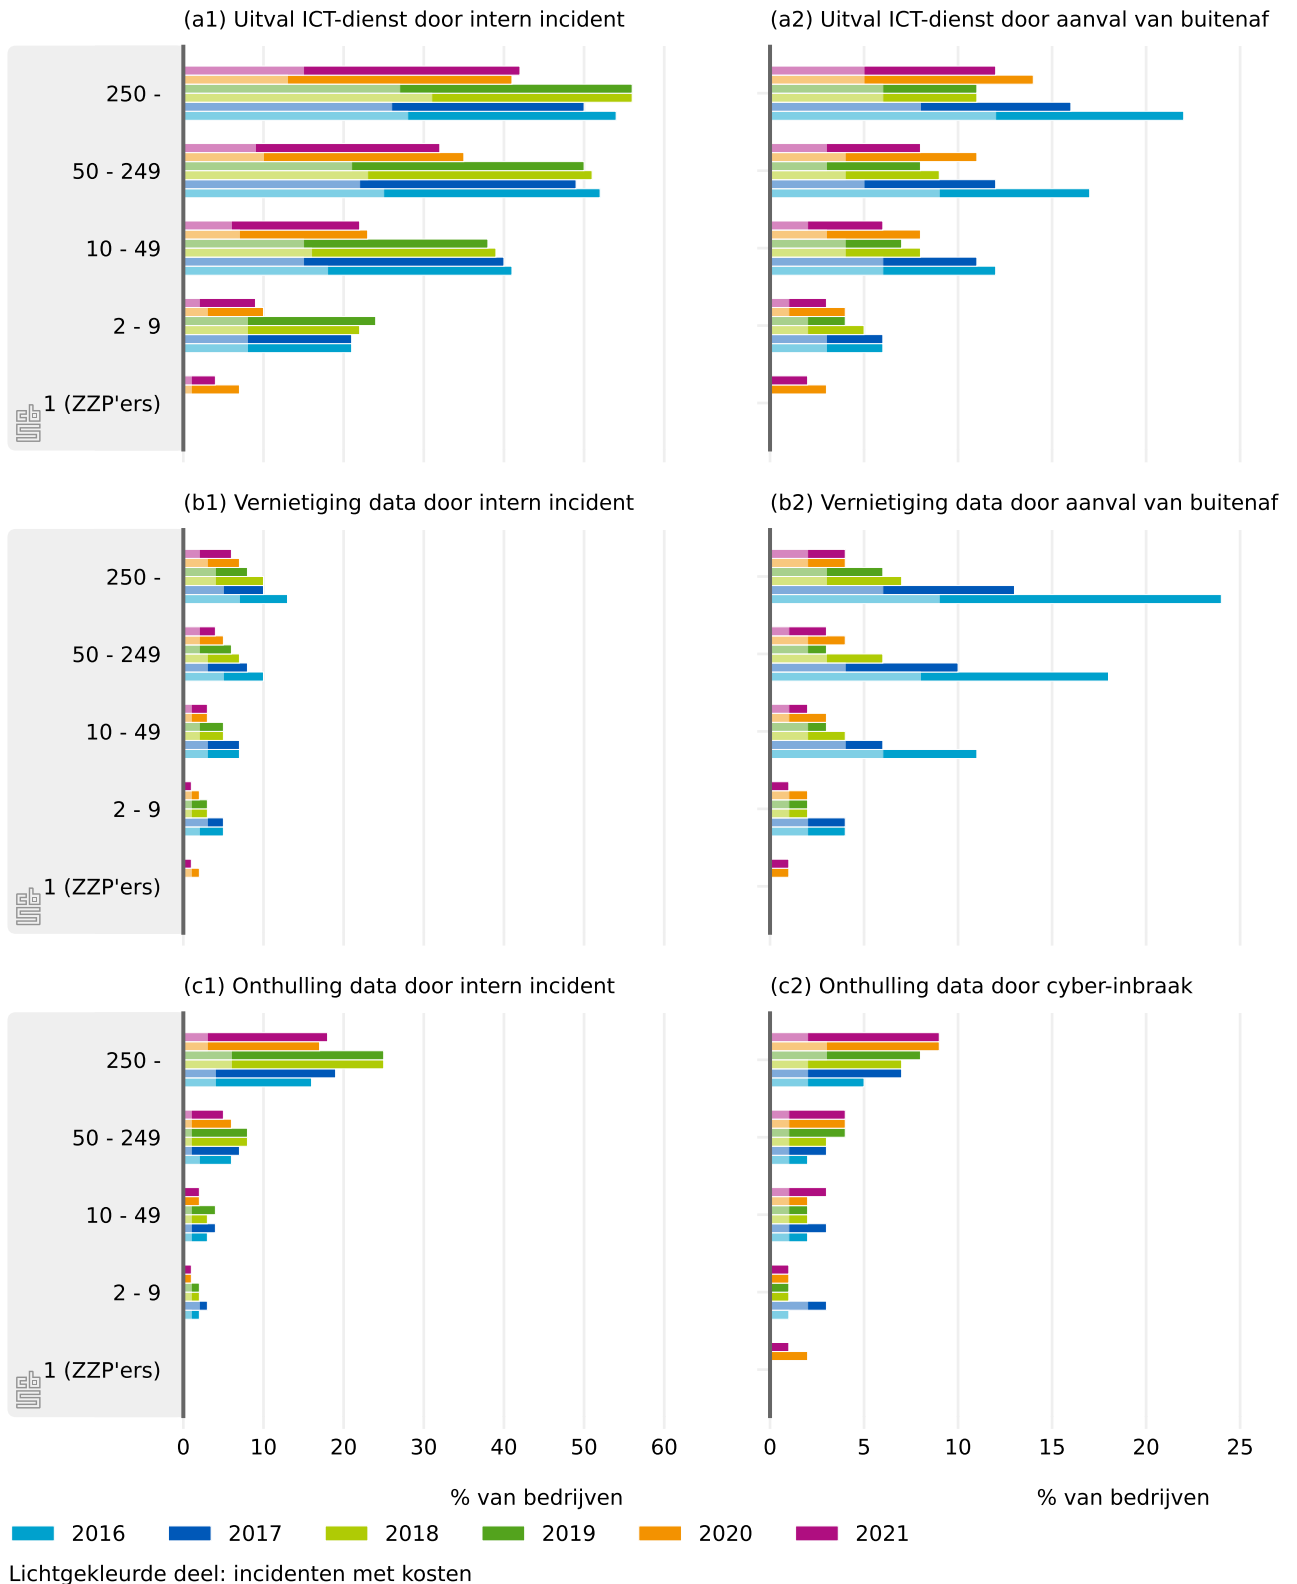 (a1) Uitval ICT-dienst door intern incident
(a2) Uitval ICT-dienst door aanval van buitenaf
250 -
50 - 249
10 - 49
2 - 9
1 (ZZP'ers)
(b1) Vernietiging data door intern incident
(b2) Vernietiging data door aanval van buitenaf
250 -
50 - 249
10 - 49
2 - 9
1 (ZZP'ers)
(c1) Onthulling data door intern incident
(c2) Onthulling data door cyber-inbraak
250 -
50 - 249
10 - 49
2 - 9
1 (ZZP'ers)
0 10 20 30 40 50 60
0 5 10 15 20 25
% van bedrijven
% van bedrijven
2016 2017 2018 2019 2020 2021
Lichtgekleurde deel: incidenten met kosten